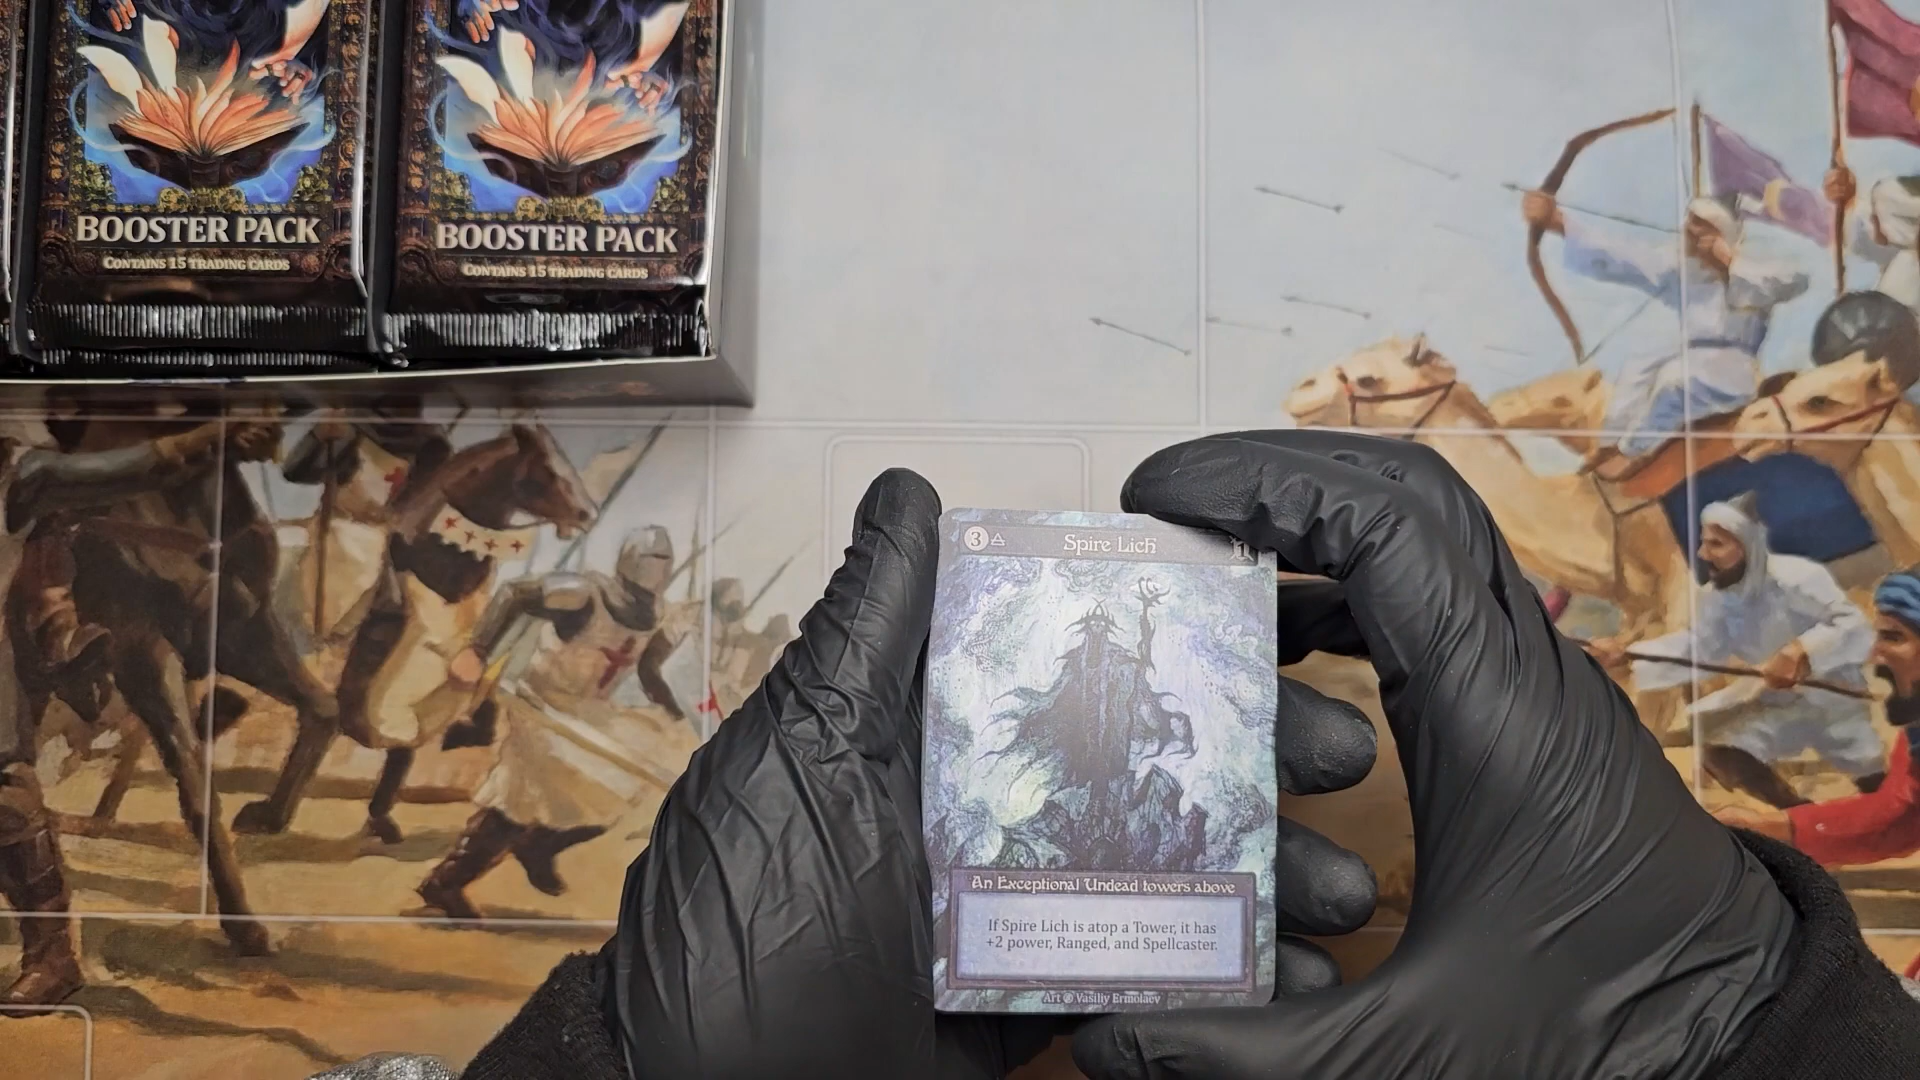 BOOSTER PACK
CONTAINS 15 TRADING CARDS
BOOSTER PACK
CONTAINS 15 TRADING CARDS
3 Spire Lich 1
An Exceptional Undead towers above
If Spire Lich is atop a Tower, it has
+2 power, Ranged, and Spellcaster.
Art @ Vasiliy Ermolaev